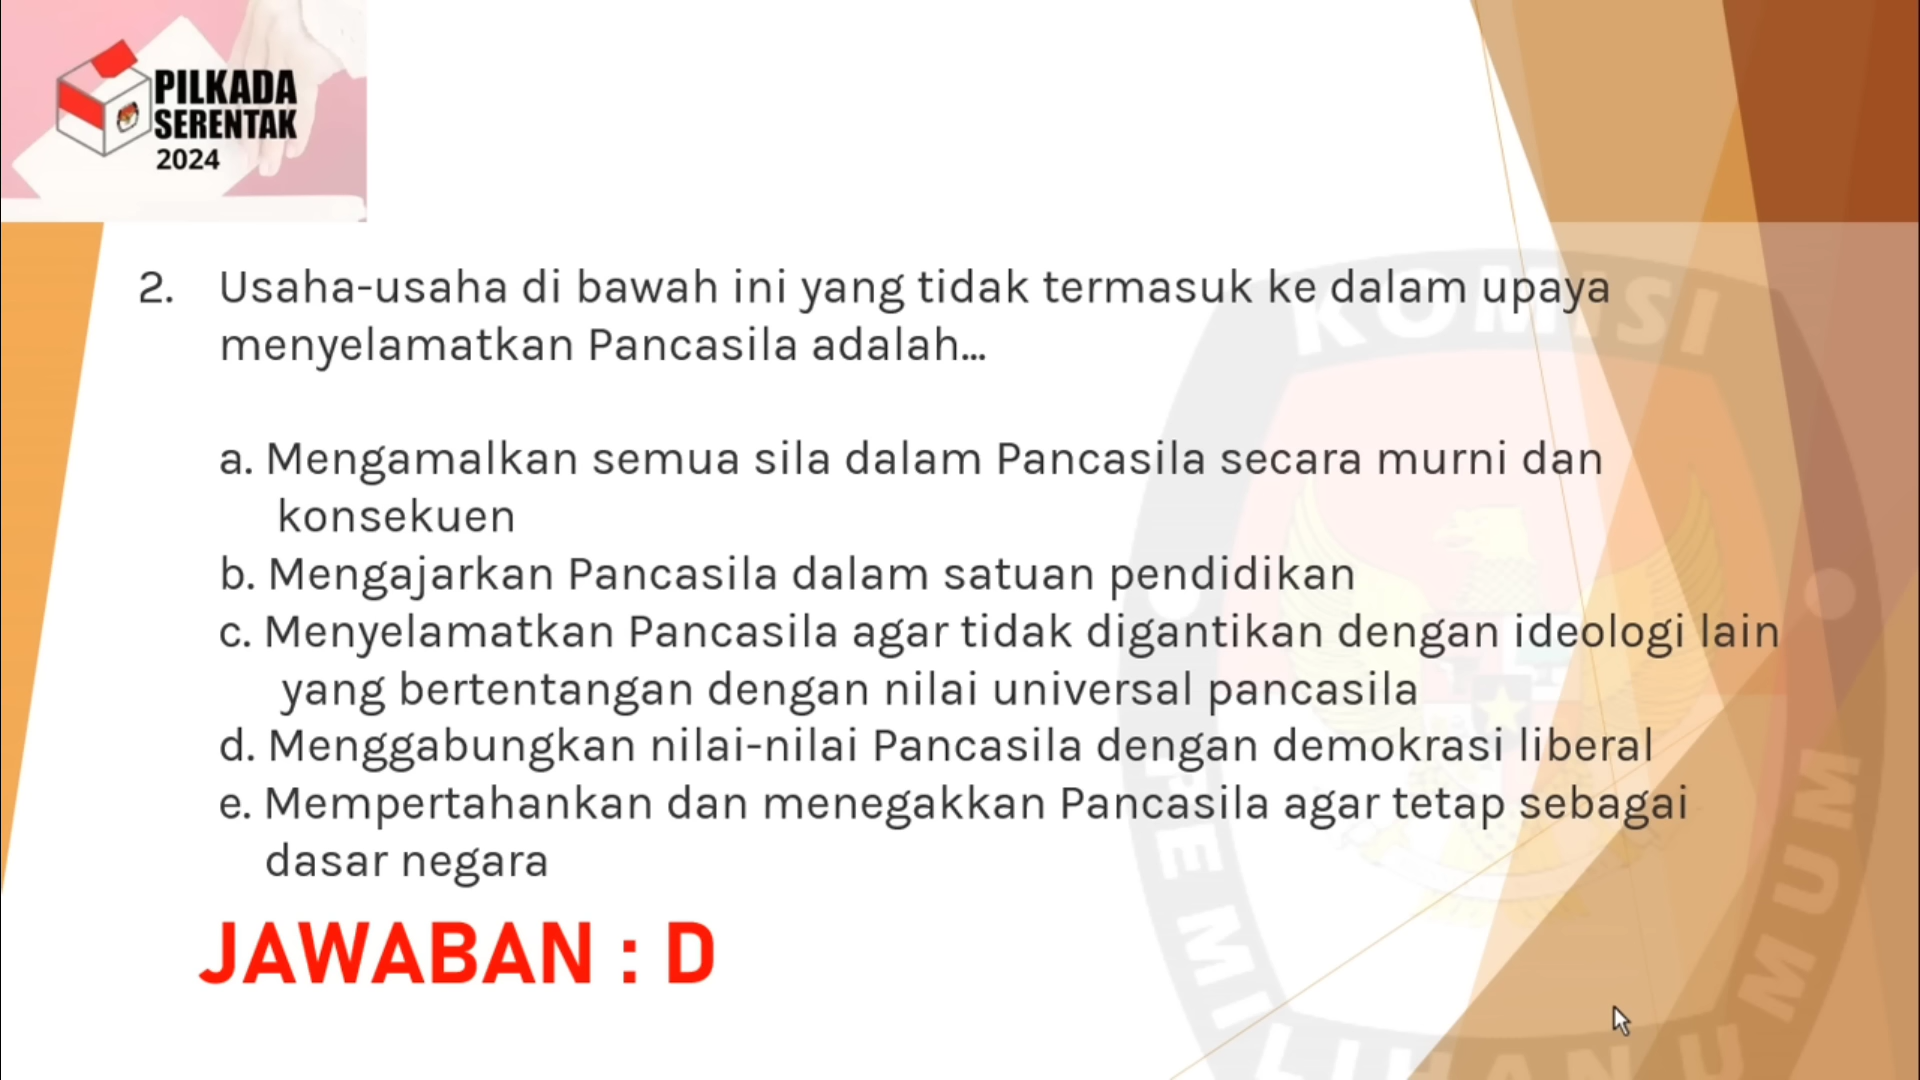 PILKADA
SERENTAK
2024
2. Usaha-usaha di bawah ini yang tidak termasuk ke dalam upaya
menyelamatkan Pancasila adalah...
a. Mengamalkan semua sila dalam Pancasila secara murni dan
konsekuen
b. Mengajarkan Pancasila dalam satuan pendidikan
c. Menyelamatkan Pancasila agar tidak digantikan dengan ideologi lain
yang bertentangan dengan nilai universal pancasila
d. Menggabungkan nilai-nilai Pancasila dengan demokrasi liberal
e. Mempertahankan dan menegakkan Pancasila agar tetap sebagai
dasar negara
JAWABAN : D
KOMISI
PEMILIHAN UMUM